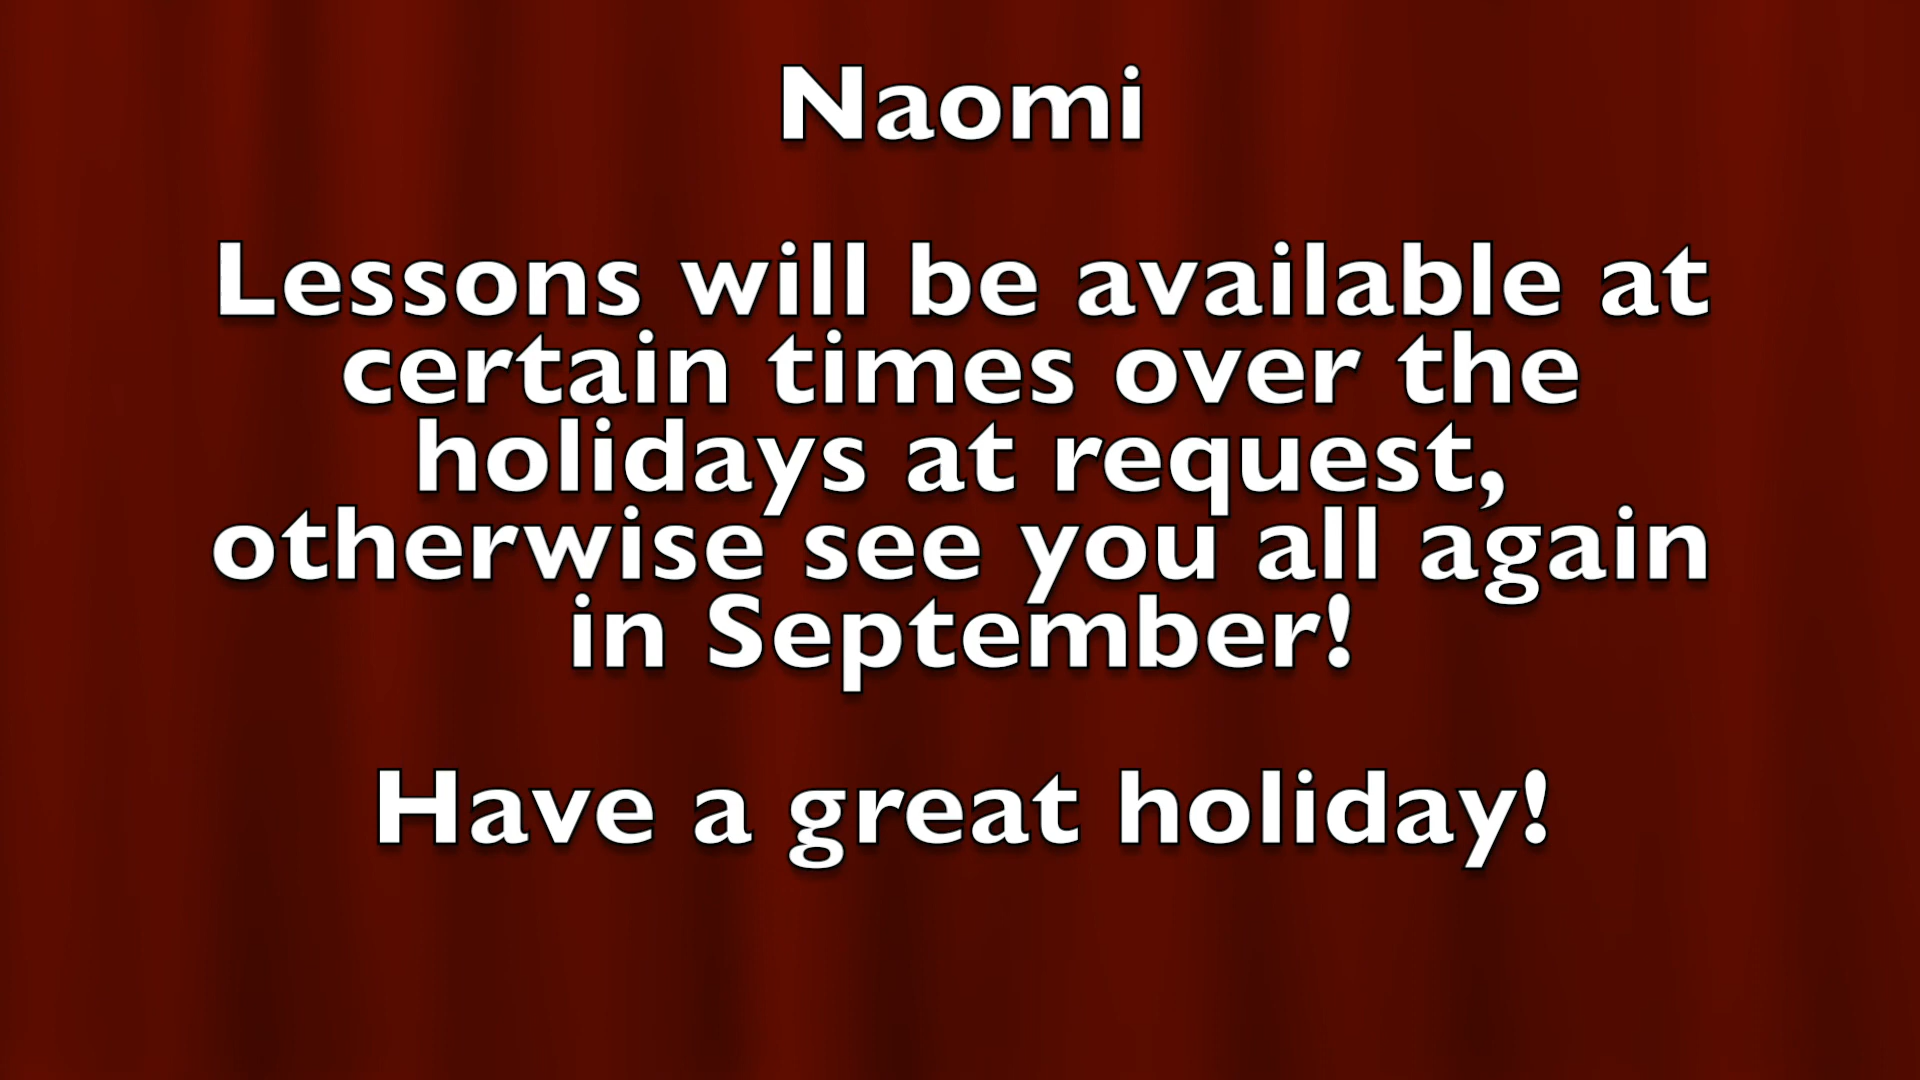 Naomi
Lessons will be available at
certain times over the
holidays at request,
otherwise see you all again
in September!
Have a great holiday!